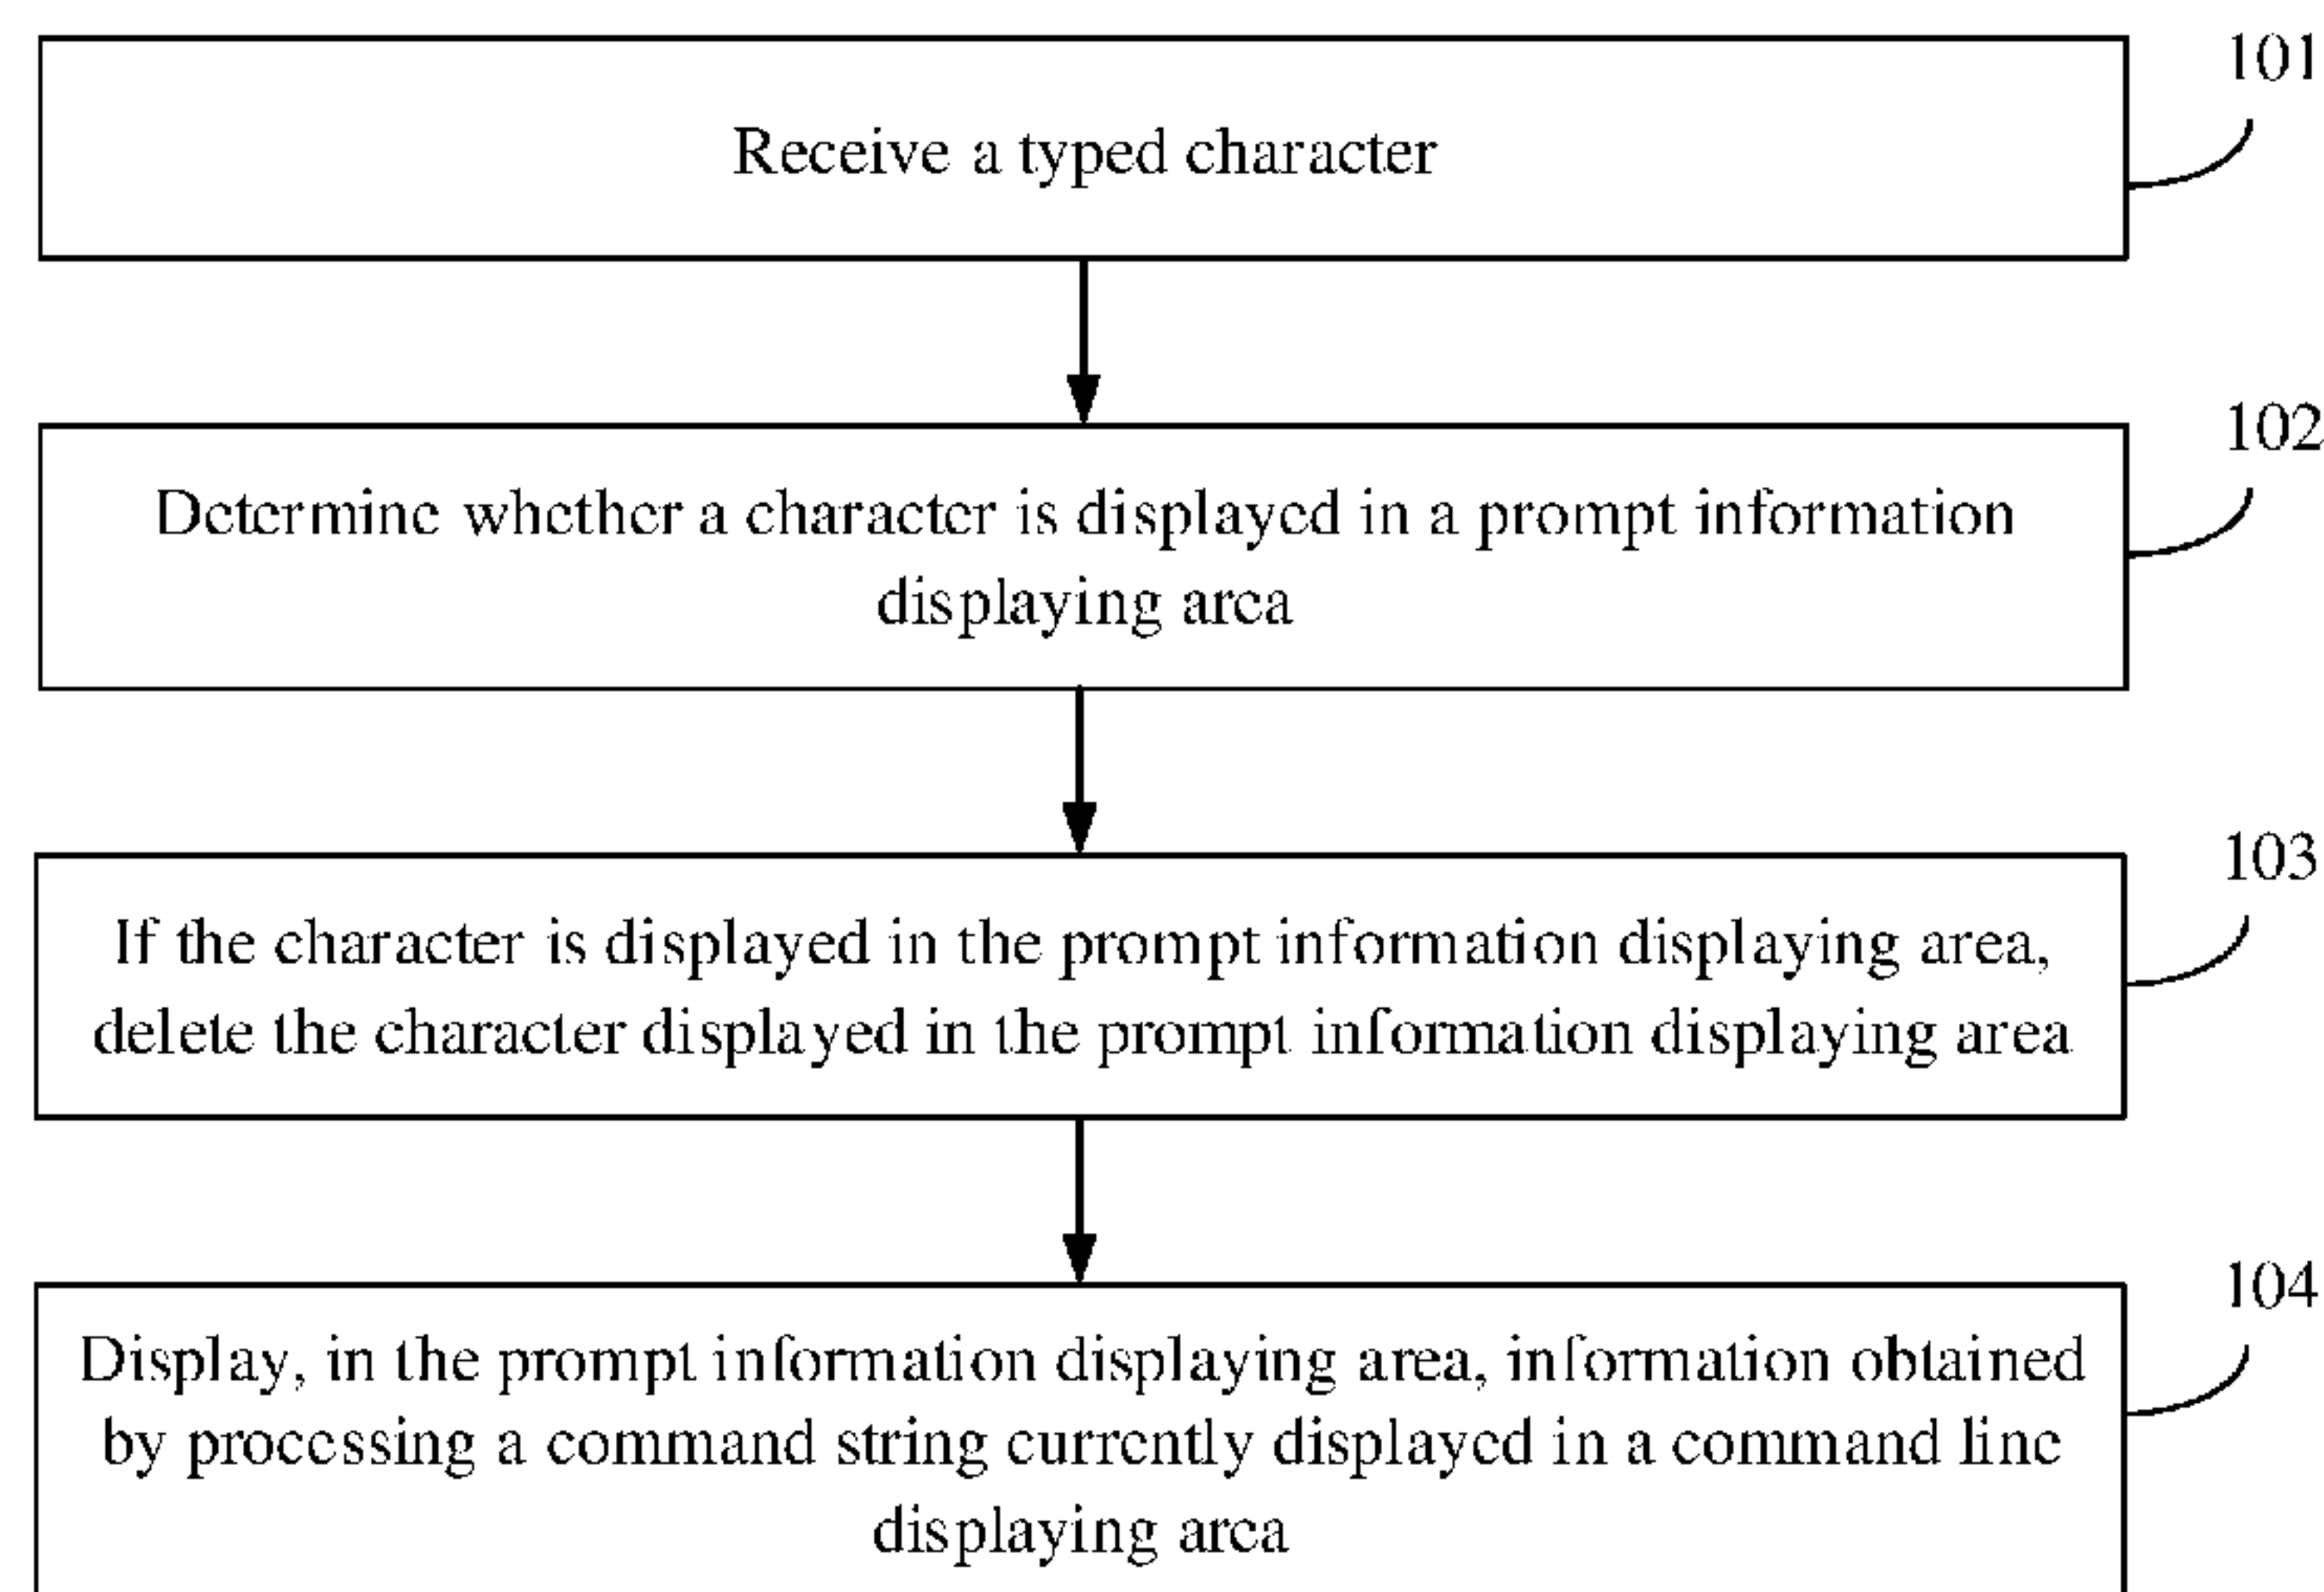 101
Receive a typed character
102
Determine whether a character is displayed in a prompt information
displaying area
103
If the character is displayed in the prompt information displaying area,
delete the character displayed in the prompt information displaying area
104
Display, in the prompt information displaying area, information obtained
by processing a command string currently displayed in a command line
displaying area